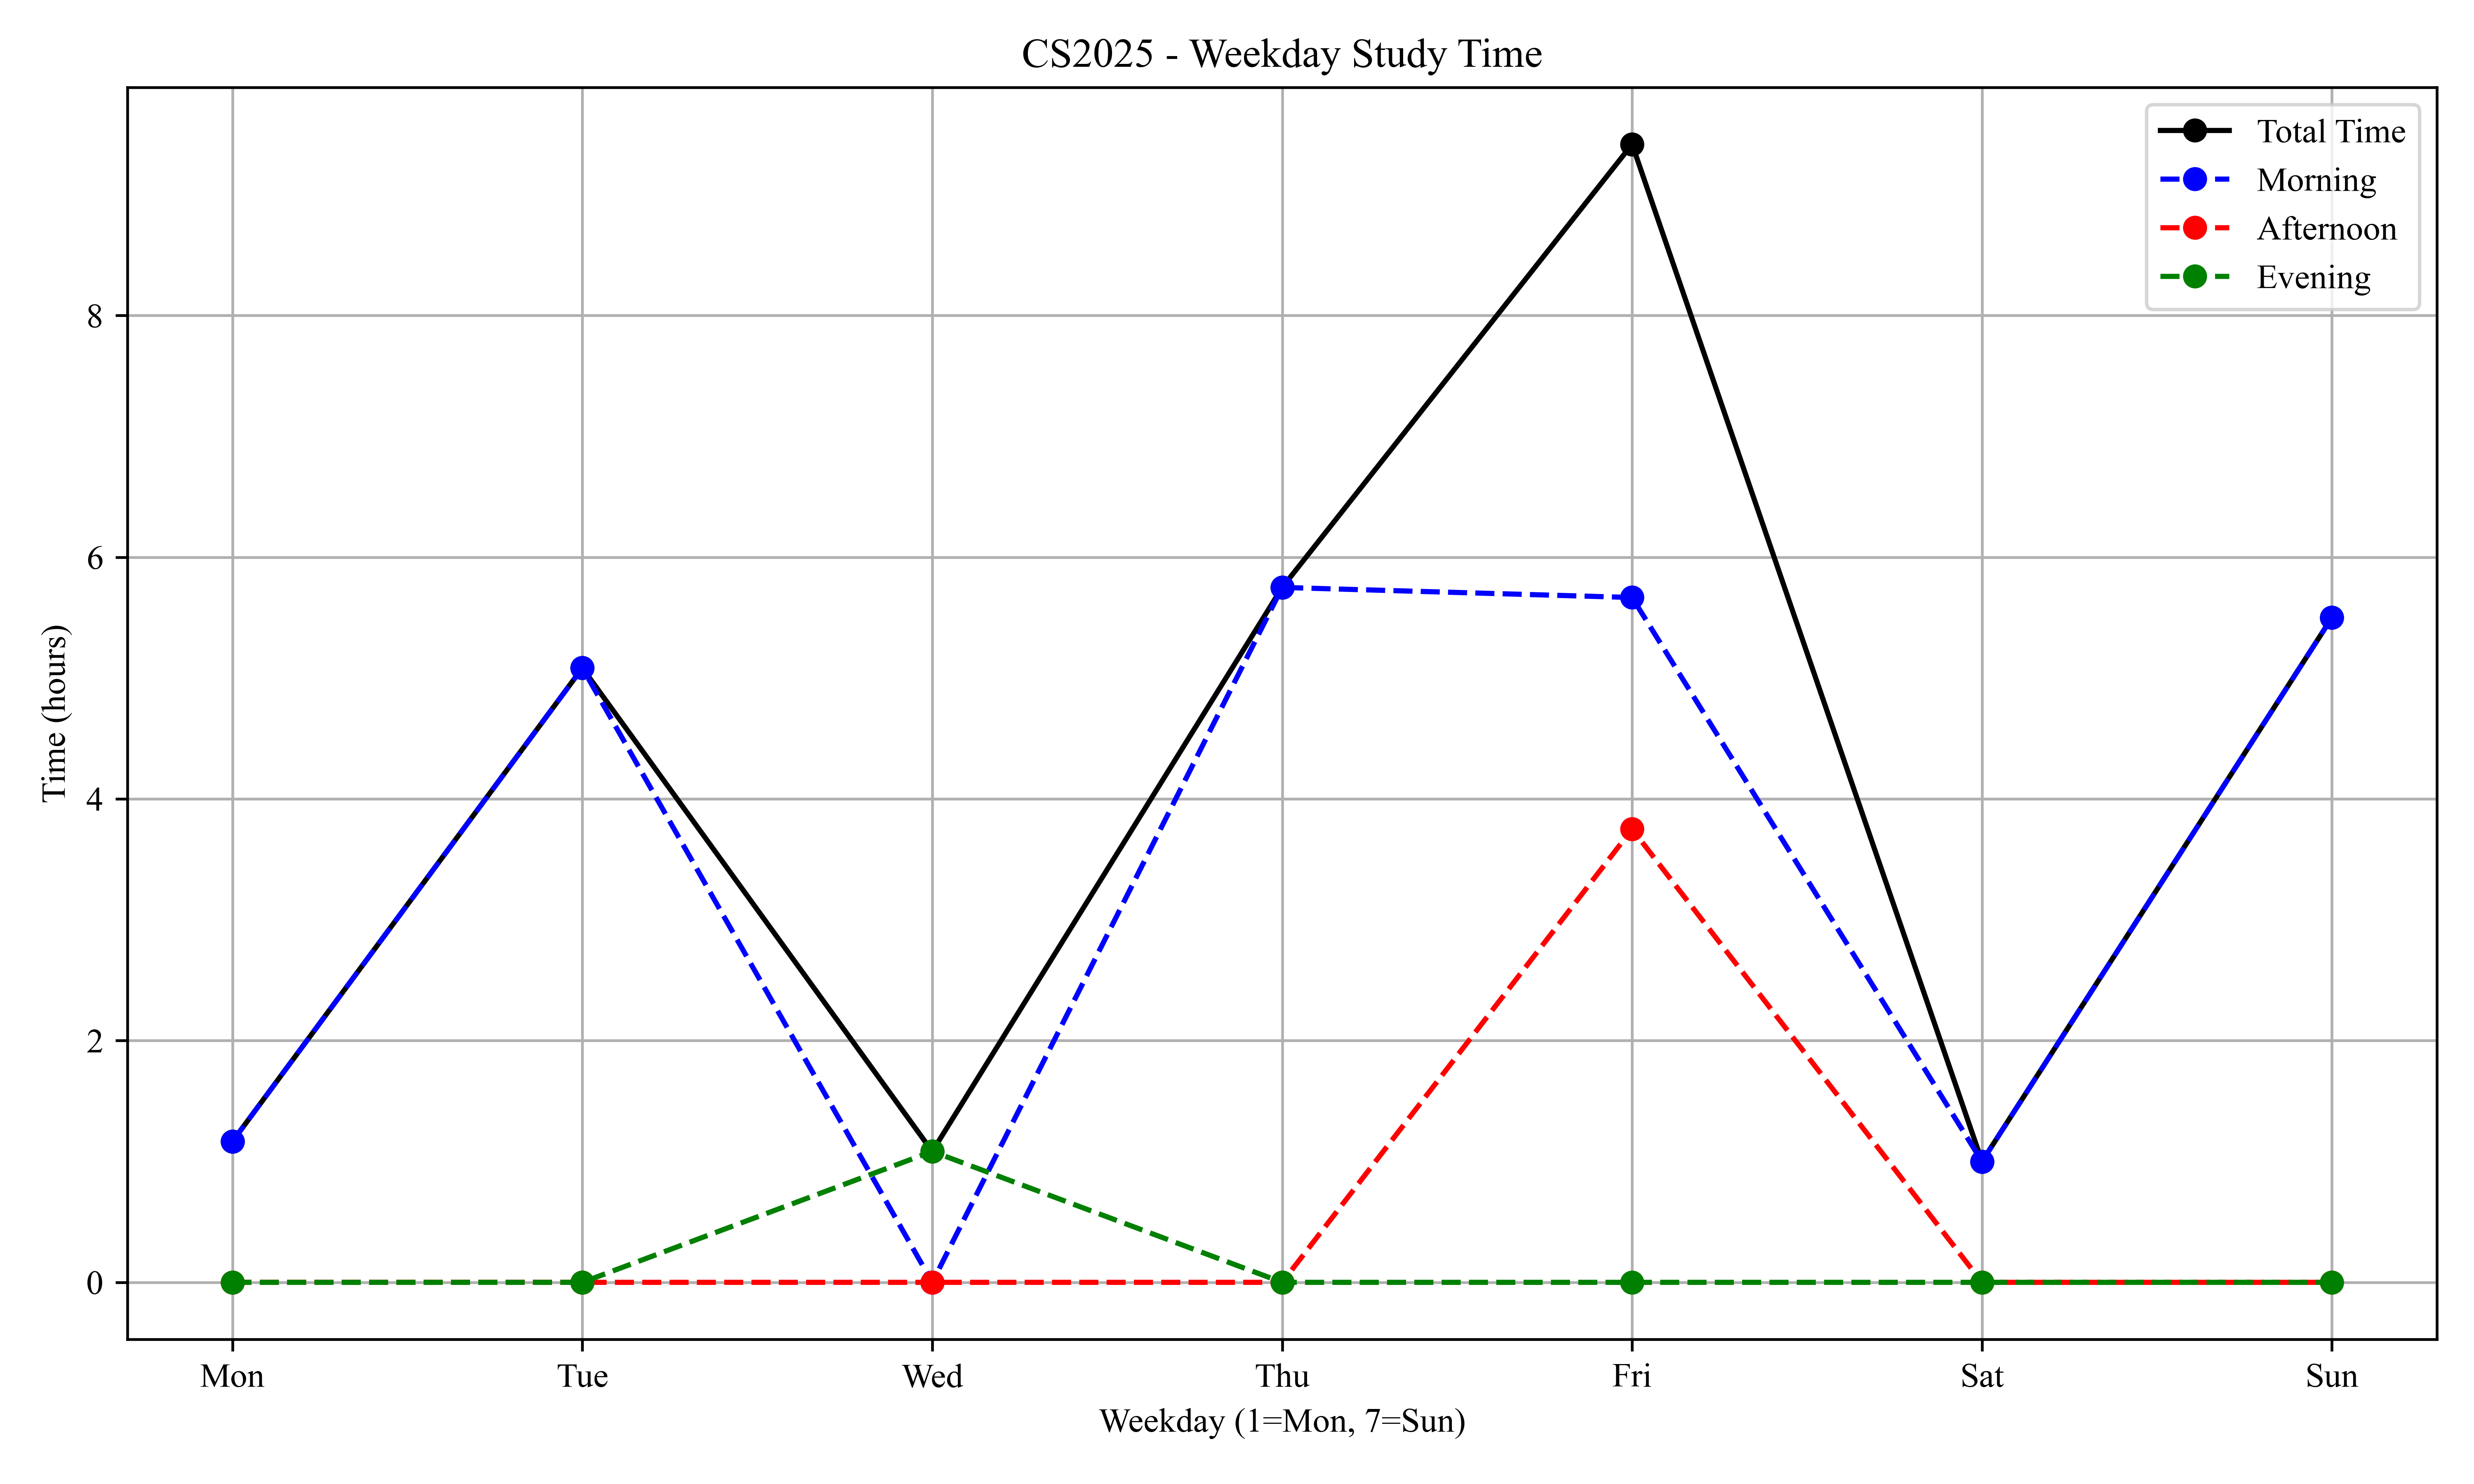 CS2025 - Weekday Study Time
Total Time
Morning
Afternoon
Evening
8
6
4
2
0
Time (hours)
Mon Tue Wed Thu Fri Sat Sun
Weekday (1=Mon, 7=Sun)